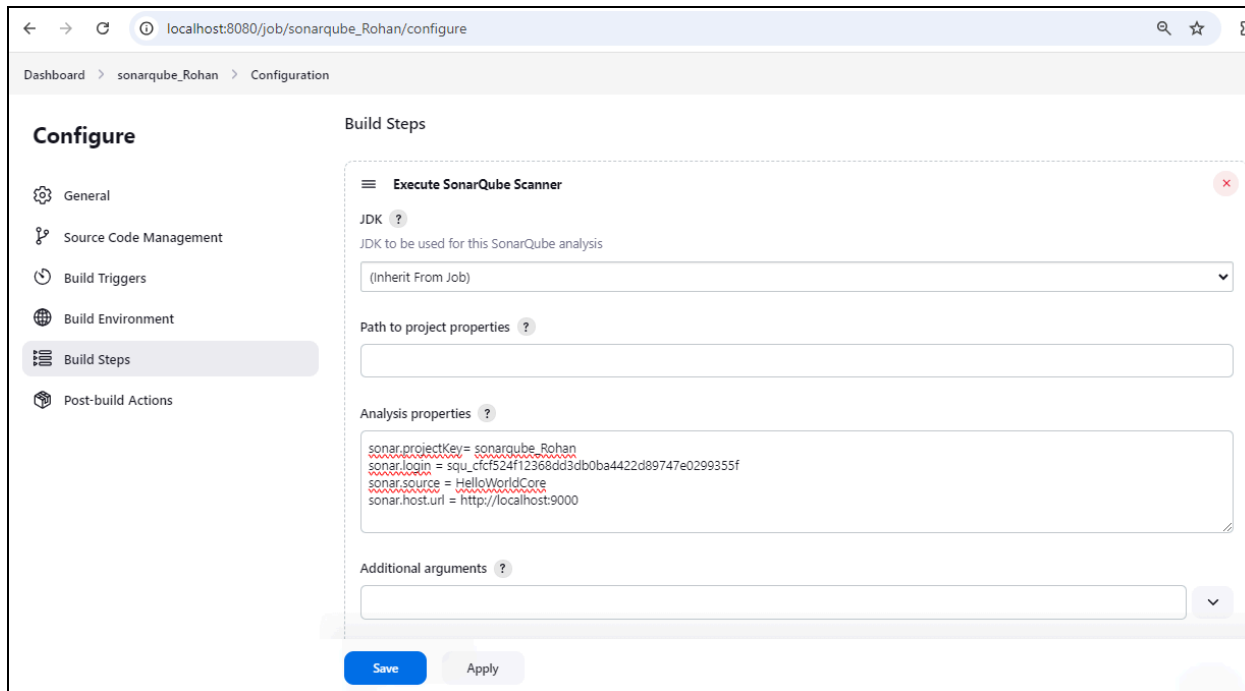 localhost:8080/job/sonarqube_Rohan/configure
Dashboard > sonarqube_Rohan > Configuration
Configure
General
Source Code Management
Build Triggers
Build Environment
Build Steps
Post-build Actions
Build Steps
Execute SonarQube Scanner
JDK ?
JDK to be used for this SonarQube analysis
(Inherit From Job)
Path to project properties ?
Analysis properties ?
sonar.projectKey= sonarqube_Rohan
sonar.login = squ_cfcf524f12368dd3db0ba4422d89747e0299355f
sonar.source = HelloWorldCore
sonar.host.url = http://localhost:9000
Additional arguments ?
Save
Apply